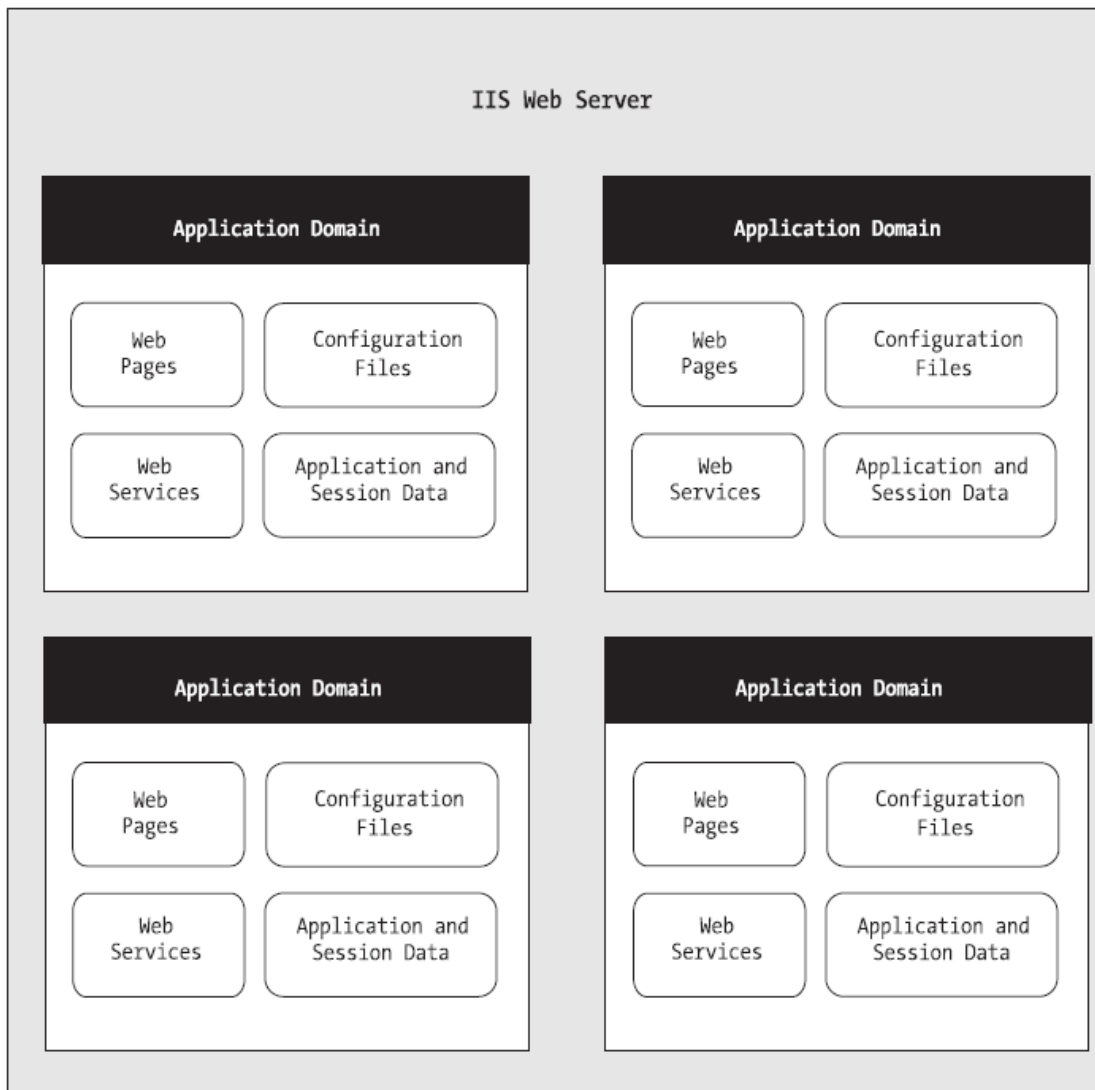 IIS Web Server
Application Domain
Web
Pages
Configuration
Files
Web
Services
Application and
Session Data
Application Domain
Web
Pages
Configuration
Files
Web
Services
Application and
Session Data
Application Domain
Web
Pages
Configuration
Files
Web
Services
Application and
Session Data
Application Domain
Web
Pages
Configuration
Files
Web
Services
Application and
Session Data